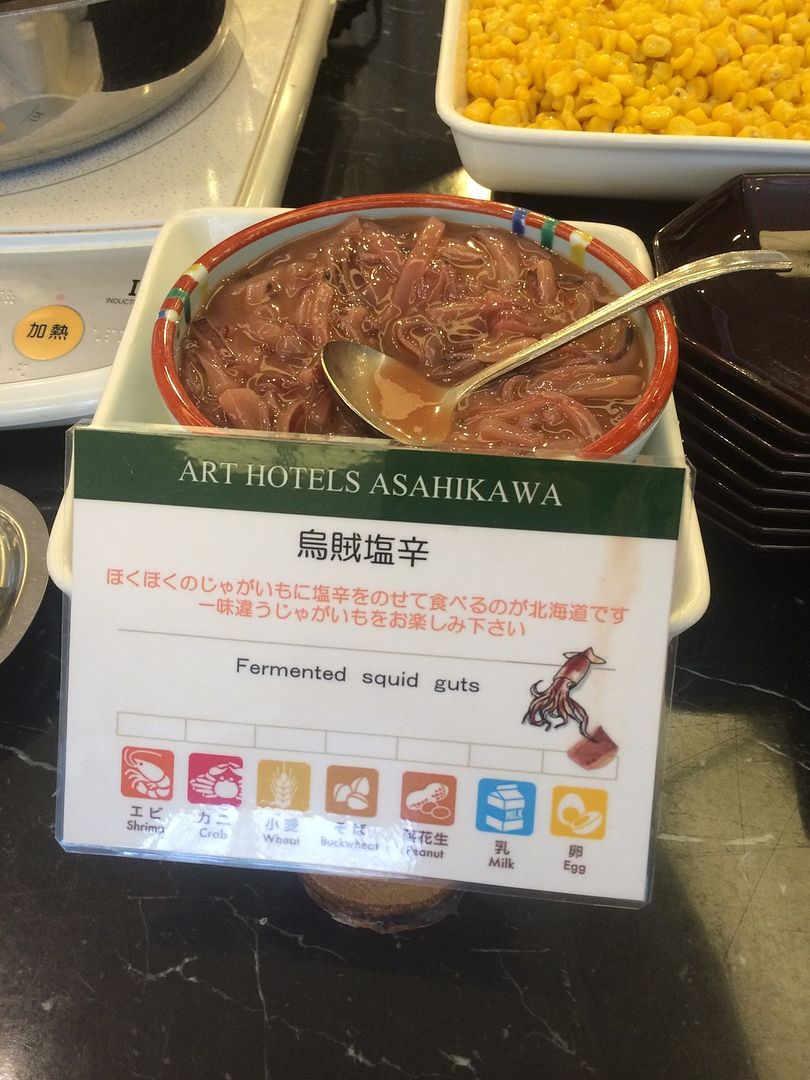 加熱
ART HOTELS ASAHIKAWA
烏賊塩辛
ほくほくのじゃがいもに塩辛をのせて食べるのが北海道です
一味違うじゃがいもをお楽しみ下さい
Fermented squid guts
MILK
エビ カニ 小麦 そば 落花生 乳 卵
Shrimp Crab Wheat Buckwheat Peanut Milk Egg